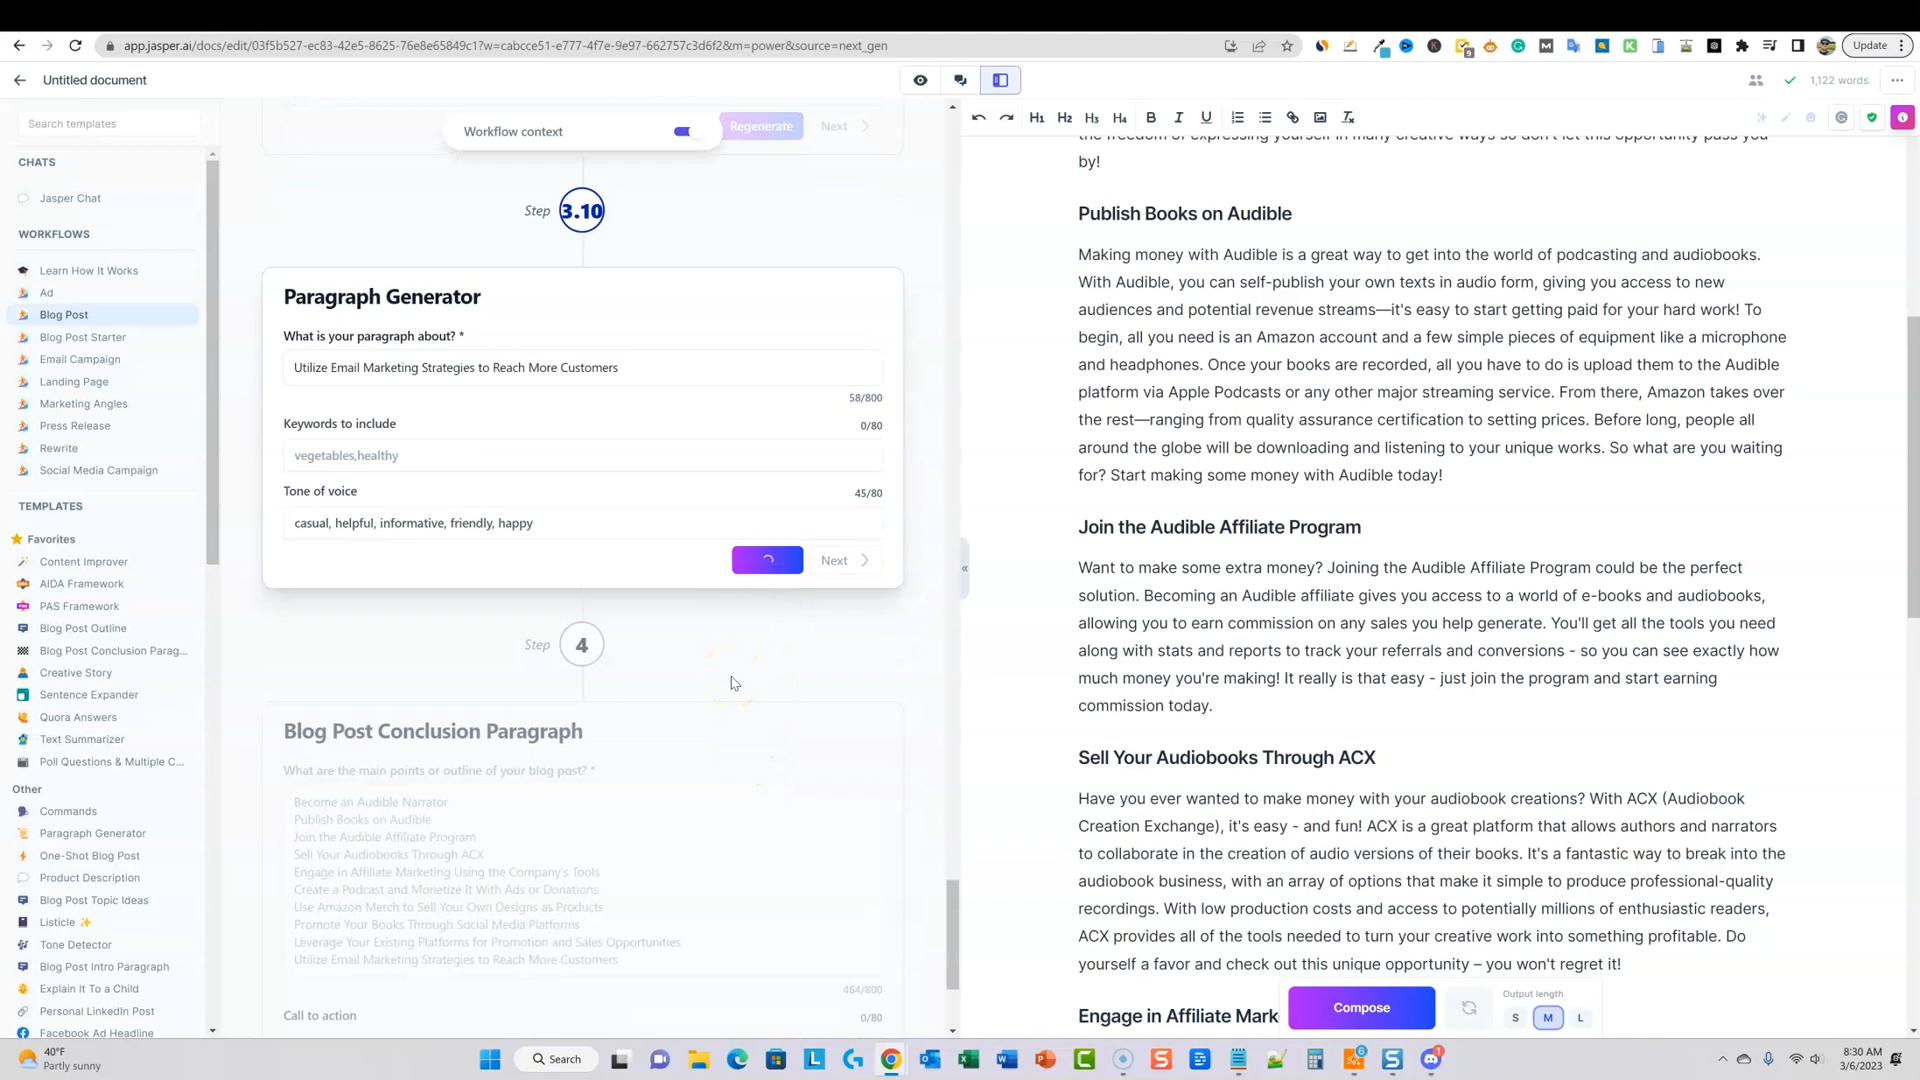 app.jasper.ai/docs/edit/03f5b527-ec83-42e5-8625-76e8e65849c1?w=cabcce51-e777-4f7e-9e97-662757c3d6f2&m=power&source=next_gen
Update
Untitled document
1,122 words
Search templates
CHATS
Jasper Chat
WORKFLOWS
Learn How It Works
Ad
Blog Post
Blog Post Starter
Email Campaign
Landing Page
Marketing Angles
Press Release
Rewrite
Social Media Campaign
TEMPLATES
Favorites
Content Improver
AIDA Framework
PAS Framework
Blog Post Outline
Blog Post Conclusion Parag...
Creative Story
Sentence Expander
Quora Answers
Text Summarizer
Poll Questions & Multiple C...
Other
Commands
Paragraph Generator
One-Shot Blog Post
Product Description
Blog Post Topic Ideas
Listicle ✨
Tone Detector
Blog Post Intro Paragraph
Explain It To a Child
Personal LinkedIn Post
Facebook Ad Headline
Workflow context
Regenerate
Next
Step 3.10
Paragraph Generator
What is your paragraph about? *
Utilize Email Marketing Strategies to Reach More Customers
58/800
Keywords to include
0/80
vegetables,healthy
Tone of voice
45/80
casual, helpful, informative, friendly, happy
Next
Step 4
Blog Post Conclusion Paragraph
What are the main points or outline of your blog post? *
Become an Audible Narrator
Publish Books on Audible
Join the Audible Affiliate Program
Sell Your Audiobooks Through ACX
Engage in Affiliate Marketing Using the Company's Tools
Create a Podcast and Monetize It With Ads or Donations
Use Amazon Merch to Sell Your Own Designs as Products
Promote Your Books Through Social Media Platforms
Leverage Your Existing Platforms for Promotion and Sales Opportunities
Utilize Email Marketing Strategies to Reach More Customers
464/800
Call to action
0/80
H1 H2 H3 H4 B I U
the freedom of expressing yourself in many creative ways so don't let this opportunity pass you
by!
Publish Books on Audible
Making money with Audible is a great way to get into the world of podcasting and audiobooks.
With Audible, you can self-publish your own texts in audio form, giving you access to new
audiences and potential revenue streams—it's easy to start getting paid for your hard work! To
begin, all you need is an Amazon account and a few simple pieces of equipment like a microphone
and headphones. Once your books are recorded, all you have to do is upload them to the Audible
platform via Apple Podcasts or any other major streaming service. From there, Amazon takes over
the rest—ranging from quality assurance certification to setting prices. Before long, people all
around the globe will be downloading and listening to your unique works. So what are you waiting
for? Start making some money with Audible today!
Join the Audible Affiliate Program
Want to make some extra money? Joining the Audible Affiliate Program could be the perfect
solution. Becoming an Audible affiliate gives you access to a world of e-books and audiobooks,
allowing you to earn commission on any sales you help generate. You'll get all the tools you need
along with stats and reports to track your referrals and conversions - so you can see exactly how
much money you're making! It really is that easy - just join the program and start earning
commission today.
Sell Your Audiobooks Through ACX
Have you ever wanted to make money with your audiobook creations? With ACX (Audiobook
Creation Exchange), it's easy - and fun! ACX is a great platform that allows authors and narrators
to collaborate in the creation of audio versions of their books. It's a fantastic way to break into the
audiobook business, with an array of options that make it simple to produce professional-quality
recordings. With low production costs and access to potentially millions of enthusiastic readers,
ACX provides all of the tools needed to turn your creative work into something profitable. Do
yourself a favor and check out this unique opportunity – you won't regret it!
Engage in Affiliate Mark
Compose
Output length
S M L
40°F
Partly sunny
Search
8:30 AM
3/6/2023